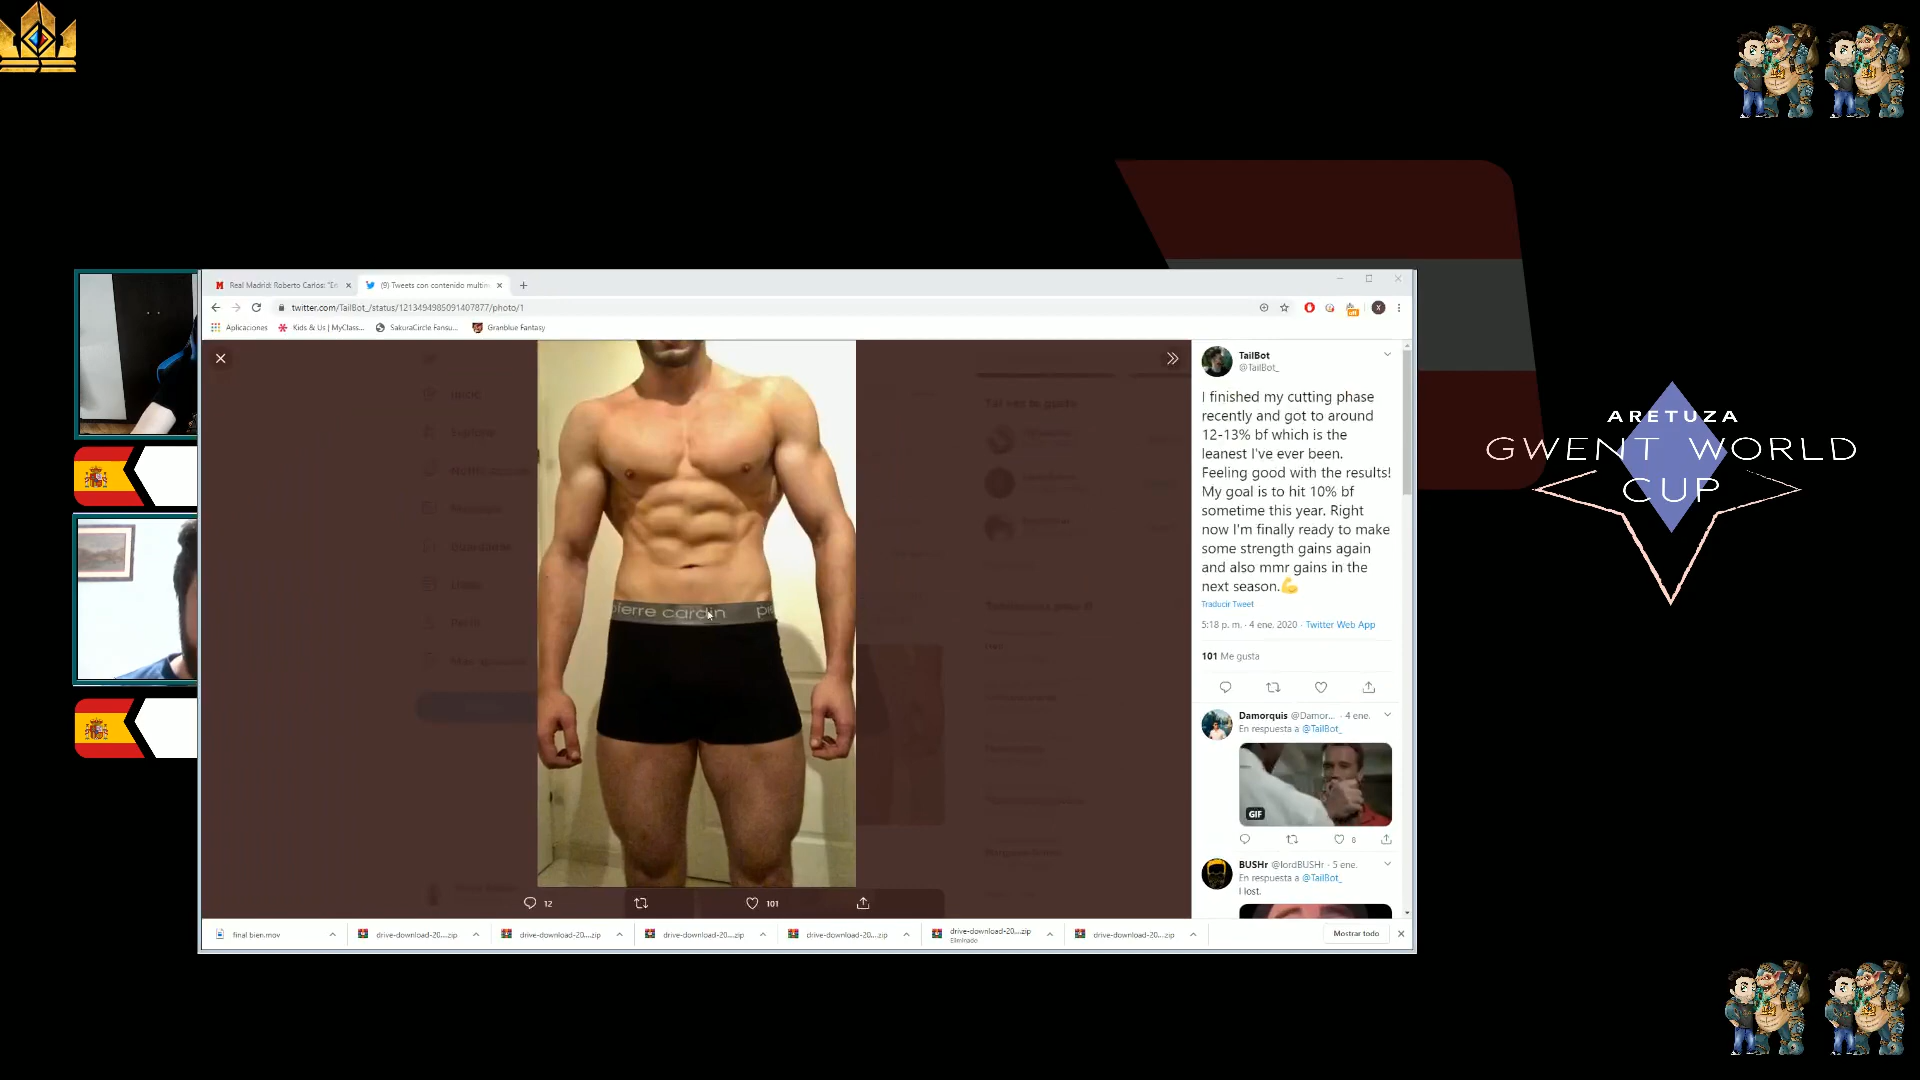 Real Madrid: Roberto Carlos: "En
(9) Tweets con contenido multim
twitter.com/TailBot_/status/1213494985091407877/photo/1
Aplicaciones
Kids & Us | MyClass...
SakuraCircle Fansu...
Granblue Fantasy
pierre cardin
TailBot
@TailBot_
I finished my cutting phase
recently and got to around
12-13% bf which is the
leanest I've ever been.
Feeling good with the results!
My goal is to hit 10% bf
sometime this year. Right
now I'm finally ready to make
some strength gains again
and also mmr gains in the
next season.💪
Traducir Tweet
5:18 p. m. · 4 ene. 2020 · Twitter Web App
101 Me gusta
Damorquis @Damor... · 4 ene.
En respuesta a @TailBot_
GIF
6
BUSHr @lordBUSHr · 5 ene.
En respuesta a @TailBot_
I lost.
12
101
final bien.mov
drive-download-20....zip
drive-download-20....zip
drive-download-20....zip
drive-download-20....zip
drive-download-20....zip
Eliminado
drive-download-20....zip
Mostrar todo
ARETUZA
GWENT WORLD
CUP